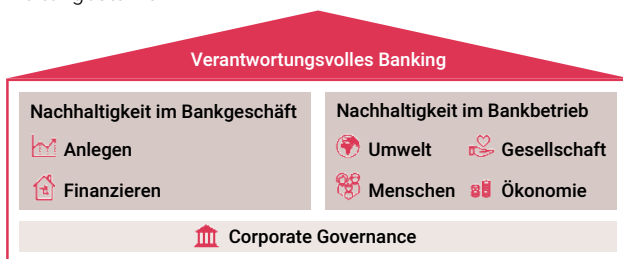 Verantwortungsvolles Banking
Nachhaltigkeit im Bankgeschäft
Anlegen
Finanzieren
Nachhaltigkeit im Bankbetrieb
Umwelt
Gesellschaft
Menschen
Ökonomie
Corporate Governance